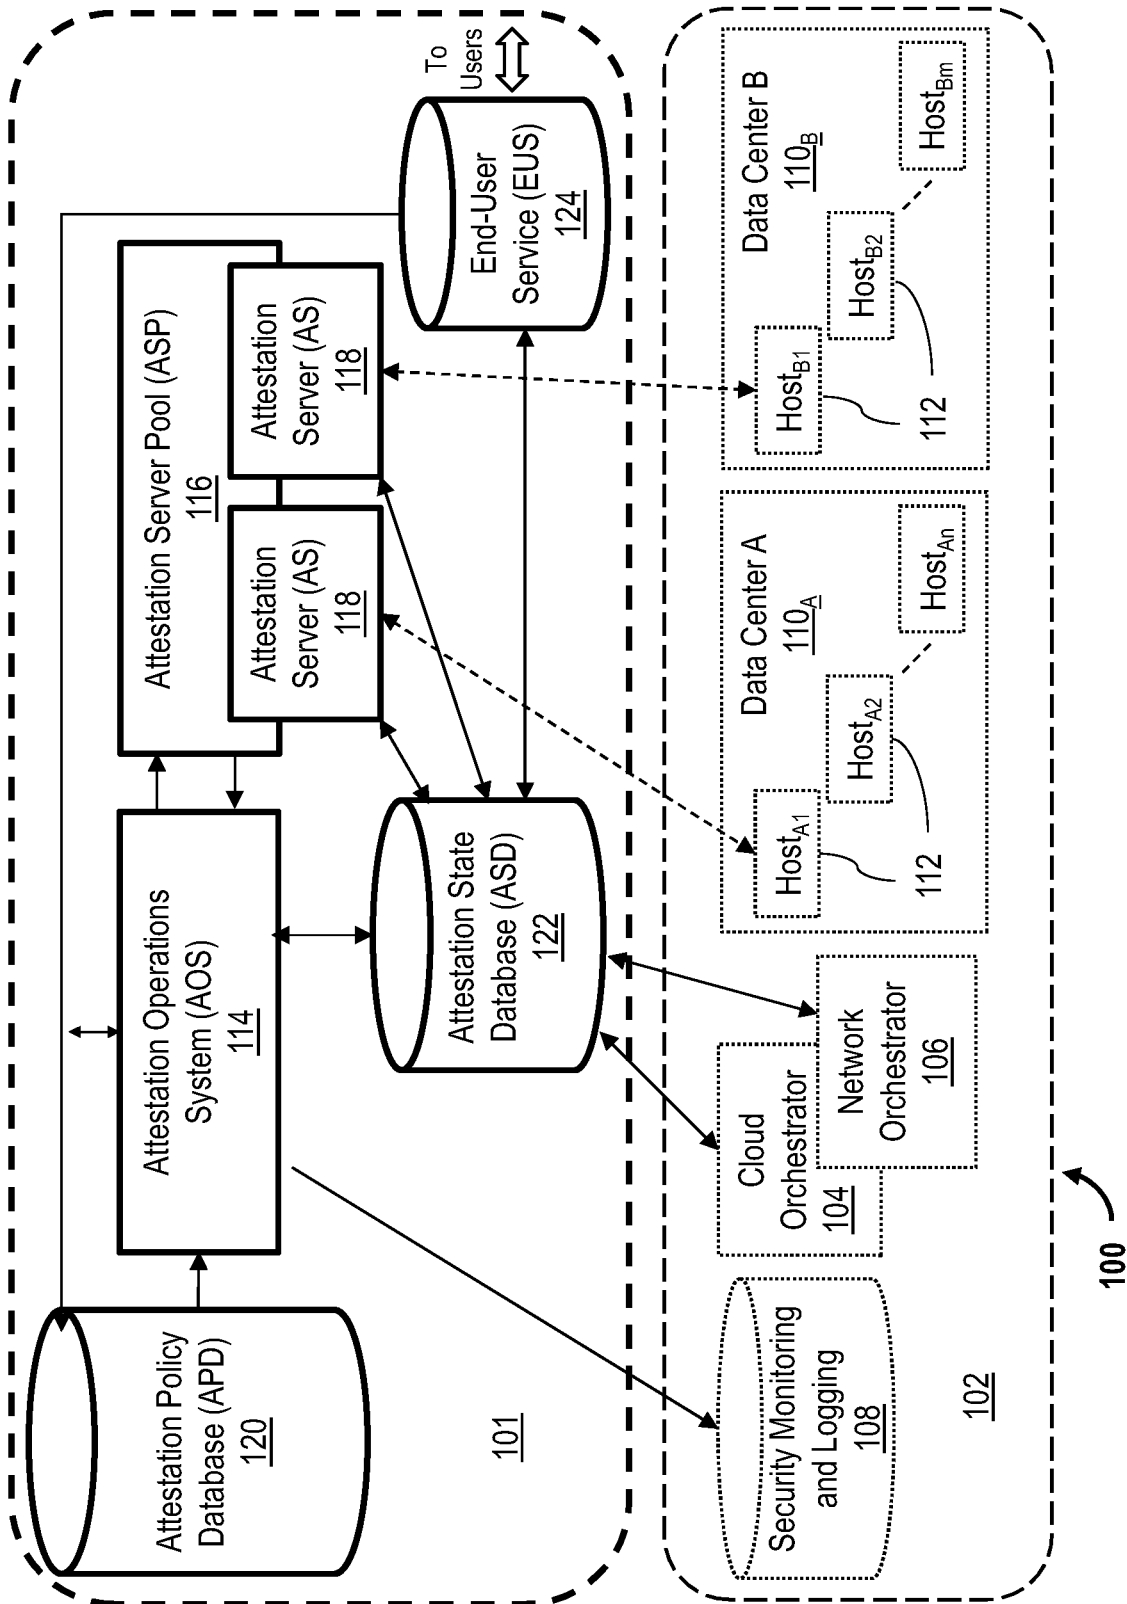 Attestation Policy
Database (APD)
120
Attestation Operations
System (AOS)
114
Attestation Server Pool (ASP)
116
Attestation
Server (AS)
118
Attestation
Server (AS)
118
To
Users
End-User
Service (EUS)
124
Attestation State
Database (ASD)
122
101
Security Monitoring
and Logging
108
Cloud
Orchestrator
104
Network
Orchestrator
106
Data Center A
110A
HostA1
HostA2
HostAn
112
Data Center B
110B
HostB1
HostB2
HostBm
112
102
100